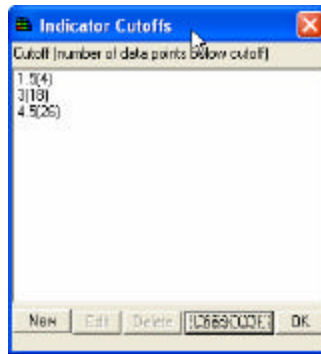 Indicator Cutoffs
Cutoff (number of data points below cutoff)
1.5(4)
3(18)
4.5(26)
New Edit Delete OK